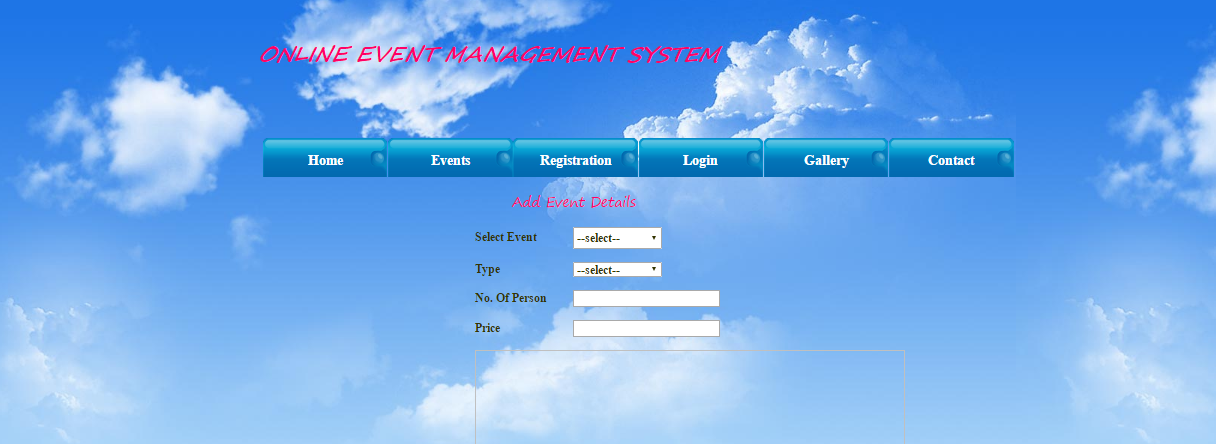 ONLINE EVENT MANAGEMENT SYSTEM
Home Events Registration Login Gallery Contact
Add Event Details
Select Event --select--
Type --select--
No. Of Person
Price